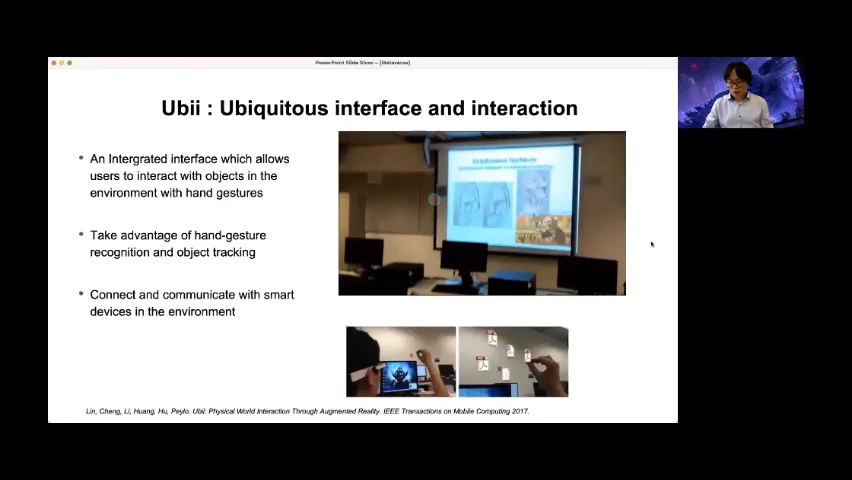 PowerPoint Slide Show – [Metaverse]
Ubii : Ubiquitous interface and interaction
• An Intergrated interface which allows
users to interact with objects in the
environment with hand gestures
• Take advantage of hand-gesture
recognition and object tracking
• Connect and communicate with smart
devices in the environment
Subdivision Surfaces
Lin, Cheng, Li, Huang, Hu, Peylo. Ubii: Physical World Interaction Through Augmented Reality. IEEE Transactions on Mobile Computing 2017.